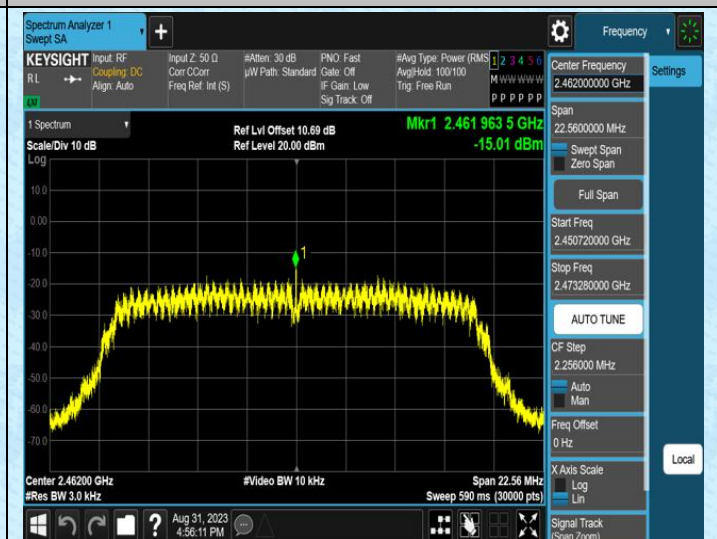 Spectrum Analyzer 1
Swept SA
+
Frequency
KEYSIGHT
RL
LXI
Input: RF
Coupling: DC
Align: Auto
Input Z: 50 Ω
Corr CCorr
Freq Ref: Int (S)
#Atten: 30 dB
µW Path: Standard
PNO: Fast
Gate: Off
IF Gain: Low
Sig Track: Off
#Avg Type: Power (RMS
Avg|Hold: 100/100
Trig: Free Run
1 2 3 4 5 6
M W W W W W
P P P P P P
1 Spectrum
Scale/Div 10 dB
Log
Ref Lvl Offset 10.69 dB
Ref Level 20.00 dBm
Mkr1 2.461 963 5 GHz
-15.01 dBm
10.0
0.00
-10.0
-20.0
-30.0
-40.0
-50.0
-60.0
-70.0
1
Center 2.46200 GHz
#Res BW 3.0 kHz
#Video BW 10 kHz
Span 22.56 MHz
Sweep 590 ms (30000 pts)
Center Frequency
2.462000000 GHz
Settings
Span
22.5600000 MHz
Swept Span
Zero Span
Full Span
Start Freq
2.450720000 GHz
Stop Freq
2.473280000 GHz
AUTO TUNE
CF Step
2.256000 MHz
Auto
Man
Freq Offset
0 Hz
X Axis Scale
Log
Lin
Local
Signal Track
(Span Zoom)
?
Aug 31, 2023
4:56:11 PM